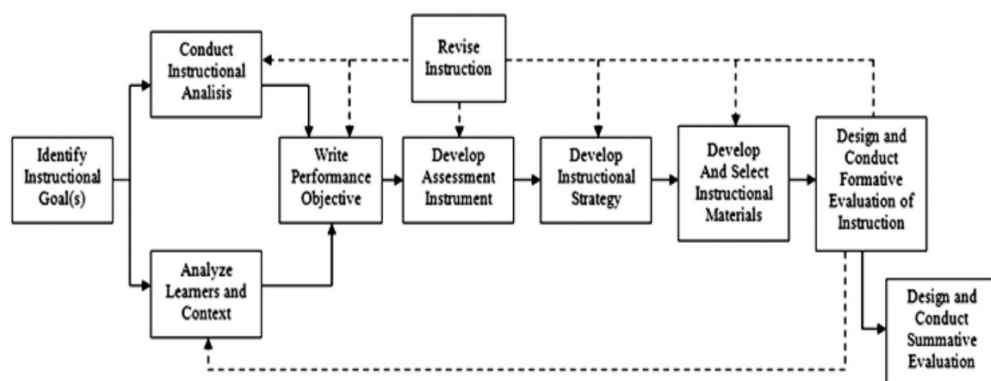 Conduct
Instructional
Analisis
Revise
Instruction
Identify
Instructional
Goal(s)
Write
Performance
Objective
Develop
Assessment
Instrument
Develop
Instructional
Strategy
Develop
And Select
Instructional
Materials
Design and
Conduct
Formative
Evaluation of
Instruction
Analyze
Learners and
Context
Design and
Conduct
Summative
Evaluation